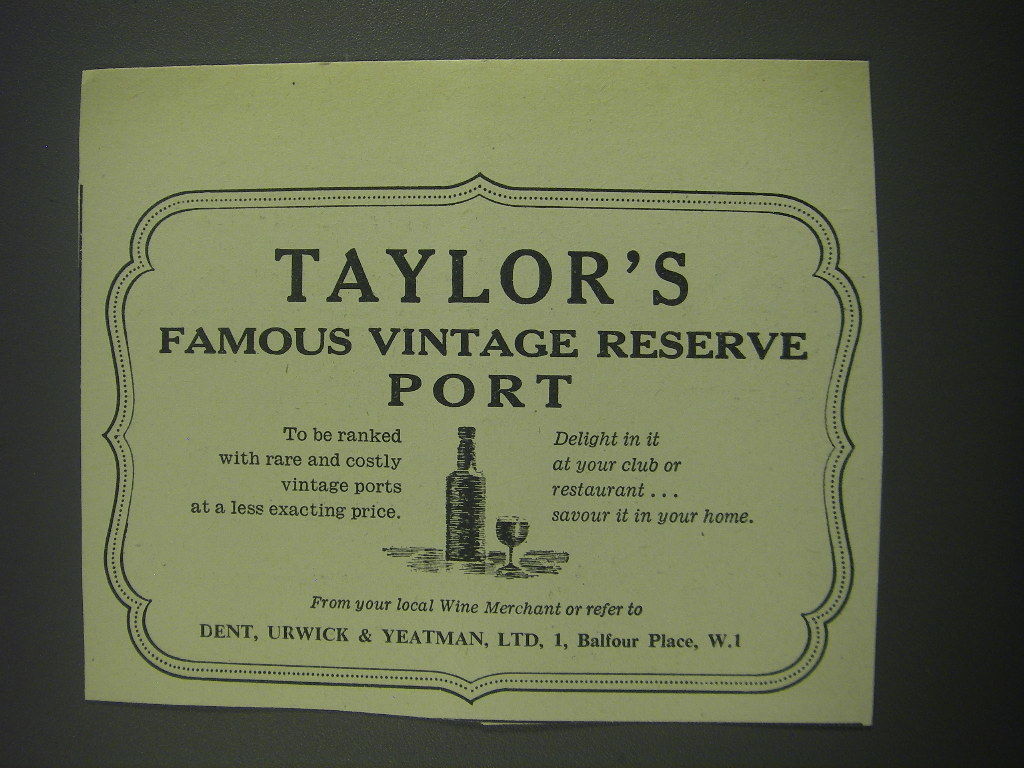 TAYLOR'S
FAMOUS VINTAGE RESERVE
PORT
To be ranked
with rare and costly
vintage ports
at a less exacting price.
Delight in it
at your club or
restaurant . . .
savour it in your home.
From your local Wine Merchant or refer to
DENT, URWICK & YEATMAN, LTD, 1, Balfour Place, W.1